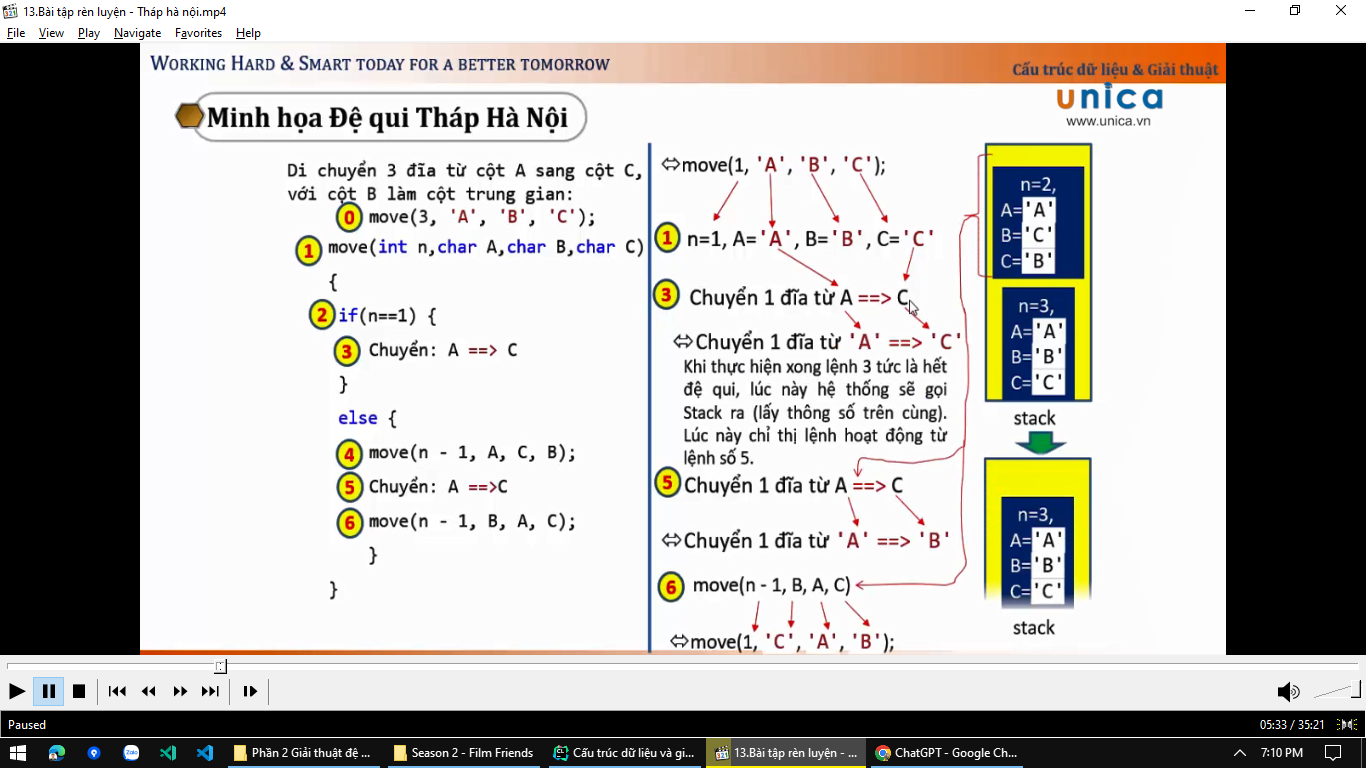 13.Bài tập rèn luyện - Tháp hà nội.mp4
File View Play Navigate Favorites Help
WORKING HARD & SMART TODAY FOR A BETTER TOMORROW
Cấu trúc dữ liệu & Giải thuật
unica
www.unica.vn
Minh họa Đệ qui Tháp Hà Nội
Di chuyển 3 đĩa từ cột A sang cột C,
với cột B làm cột trung gian:
0 move(3, 'A', 'B', 'C');
1 move(int n,char A,char B,char C)
{
2 if(n==1) {
3 Chuyển: A ==> C
}
else {
4 move(n - 1, A, C, B);
5 Chuyển: A ==>C
6 move(n - 1, B, A, C);
}
}
⇔move(1, 'A', 'B', 'C');
1 n=1, A='A', B='B', C='C'
3 Chuyển 1 đĩa từ A ==> C
⇔Chuyển 1 đĩa từ 'A' ==> 'C'
Khi thực hiện xong lệnh 3 tức là hết
đệ qui, lúc này hệ thống sẽ gọi
Stack ra (lấy thông số trên cùng).
Lúc này chỉ thị lệnh hoạt động từ
lệnh số 5.
5 Chuyển 1 đĩa từ A ==> C
⇔Chuyển 1 đĩa từ 'A' ==> 'B'
6 move(n - 1, B, A, C)
⇔move(1, 'C', 'A', 'B');
n=2,
A='A'
B='C'
C='B'
n=3,
A='A'
B='B'
C='C'
stack
n=3,
A='A'
B='B'
C='C'
stack
Paused
05:33 / 35:21
Zalo
Phần 2 Giải thuật đệ ...
Season 2 - Film Friends
Cấu trúc dữ liệu và gi...
13.Bài tập rèn luyện - ...
ChatGPT - Google Ch...
7:10 PM